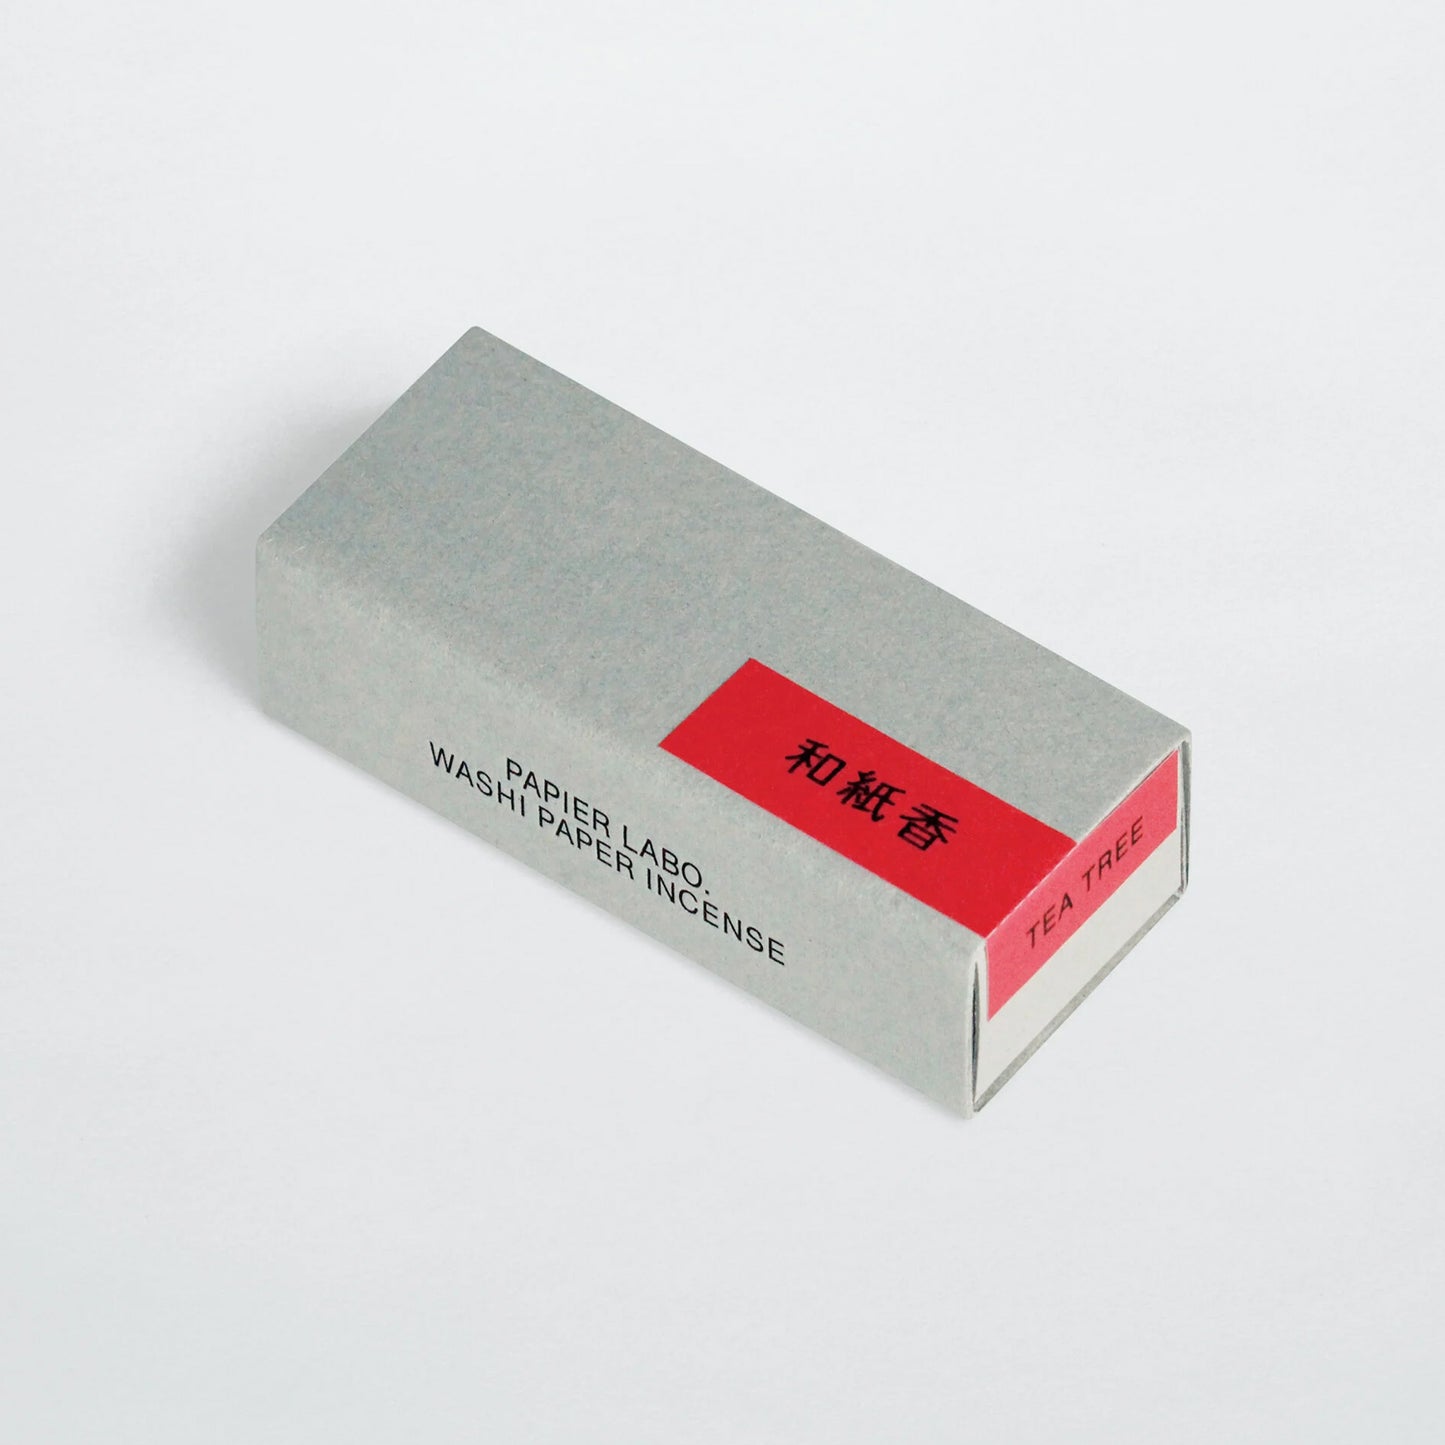 和紙香
TEA TREE
PAPIER LABO.
WASHI PAPER INCENSE